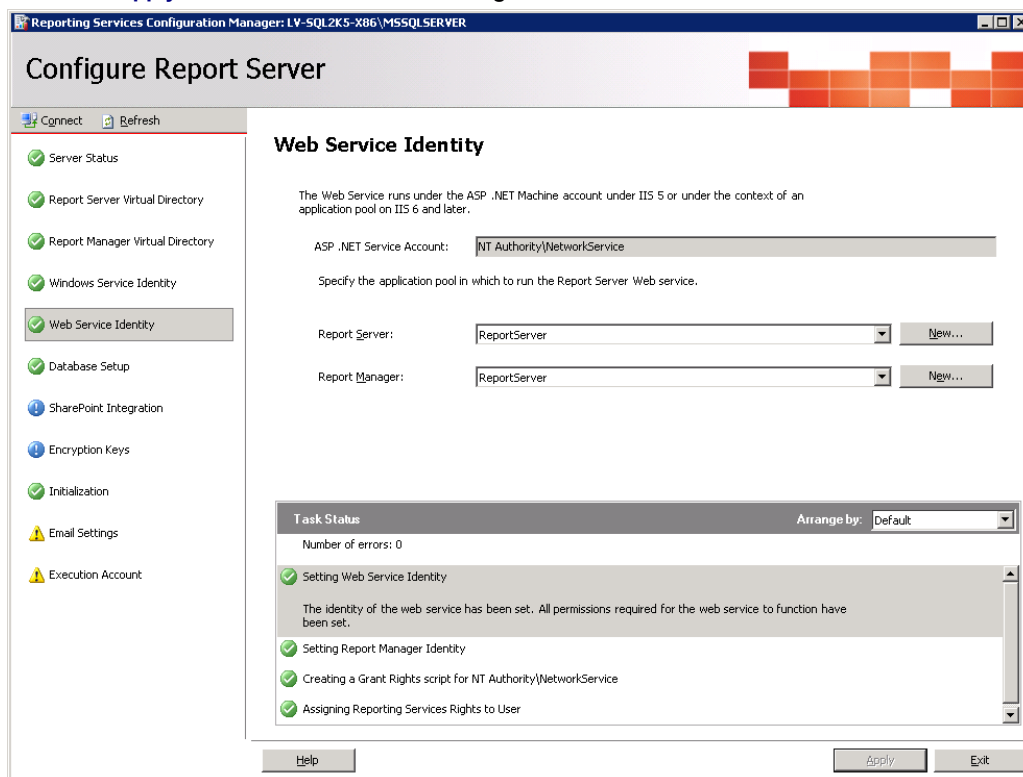 Apply
Reporting Services Configuration Manager: LV-SQL2K5-X86\MSSQLSERVER
Configure Report Server
Connect Refresh
Server Status
Report Server Virtual Directory
Report Manager Virtual Directory
Windows Service Identity
Web Service Identity
Database Setup
SharePoint Integration
Encryption Keys
Initialization
Email Settings
Execution Account
Web Service Identity
The Web Service runs under the ASP .NET Machine account under IIS 5 or under the context of an
application pool on IIS 6 and later.
ASP .NET Service Account: NT Authority\NetworkService
Specify the application pool in which to run the Report Server Web service.
Report Server: ReportServer New...
Report Manager: ReportServer New...
Task Status Arrange by: Default
Number of errors: 0
Setting Web Service Identity
The identity of the web service has been set. All permissions required for the web service to function have
been set.
Setting Report Manager Identity
Creating a Grant Rights script for NT Authority\NetworkService
Assigning Reporting Services Rights to User
Help Apply Exit